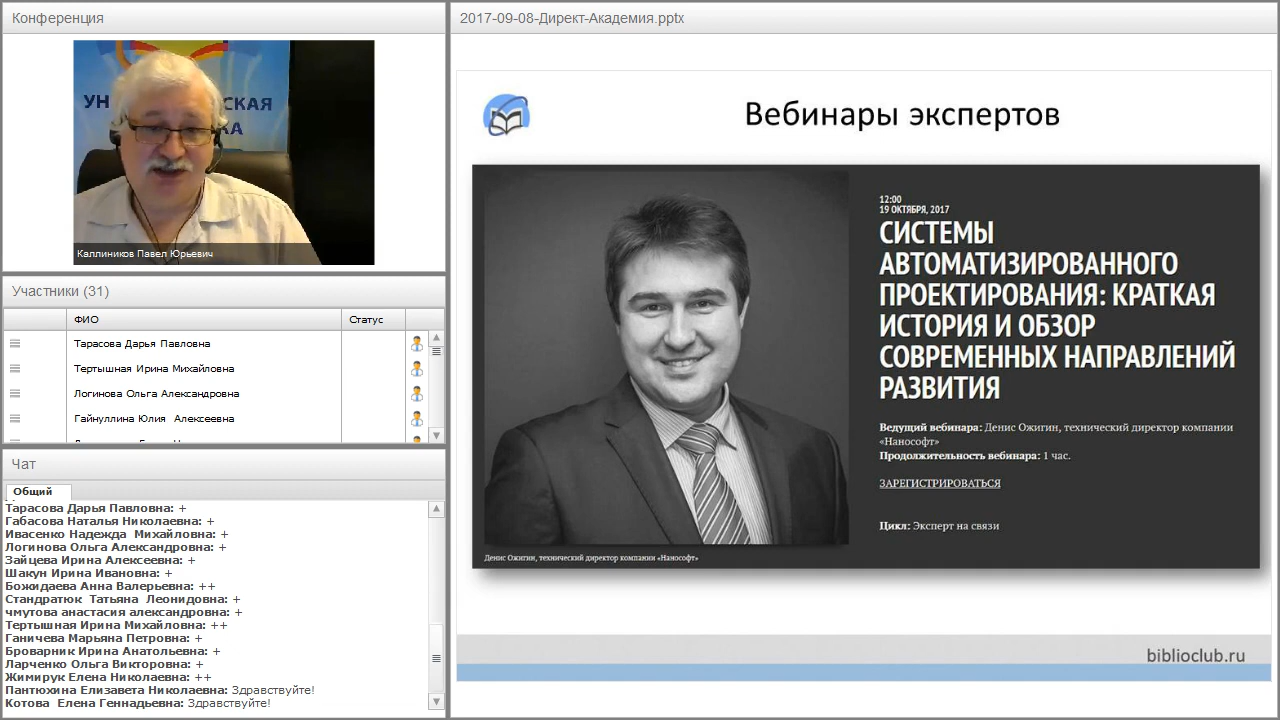 Конференция
УН СКАЯ
КА
Каллиников Павел Юрьевич
Участники (31)
ФИО Статус
Тарасова Дарья Павловна
Тертышная Ирина Михайловна
Логинова Ольга Александровна
Гайнуллина Юлия Алексеевна
Чат
Общий
Тарасова Дарья Павловна: +
Габасова Наталья Николаевна: +
Ивасенко Надежда Михайловна: +
Логинова Ольга Александровна: +
Зайцева Ирина Алексеевна: +
Шакун Ирина Ивановна: +
Божидаева Анна Валерьевна: ++
Стандратюк Татьяна Леонидовна: +
чмутова анастасия александровна: +
Тертышная Ирина Михайловна: ++
Ганичева Марьяна Петровна: +
Броварник Ирина Анатольевна: +
Ларченко Ольга Викторовна: +
Жимирук Елена Николаевна: ++
Пантюхина Елизавета Николаевна: Здравствуйте!
Котова Елена Геннадьевна: Здравствуйте!
2017-09-08-Директ-Академия.pptx
Вебинары экспертов
12:00
19 ОКТЯБРЯ, 2017
СИСТЕМЫ
АВТОМАТИЗИРОВАННОГО
ПРОЕКТИРОВАНИЯ: КРАТКАЯ
ИСТОРИЯ И ОБЗОР
СОВРЕМЕННЫХ НАПРАВЛЕНИЙ
РАЗВИТИЯ
Ведущий вебинара: Денис Ожигин, технический директор компании
«Нанософт»
Продолжительность вебинара: 1 час.
ЗАРЕГИСТРИРОВАТЬСЯ
Цикл: Эксперт на связи
Денис Ожигин, технический директор компании «Нанософт»
biblioclub.ru